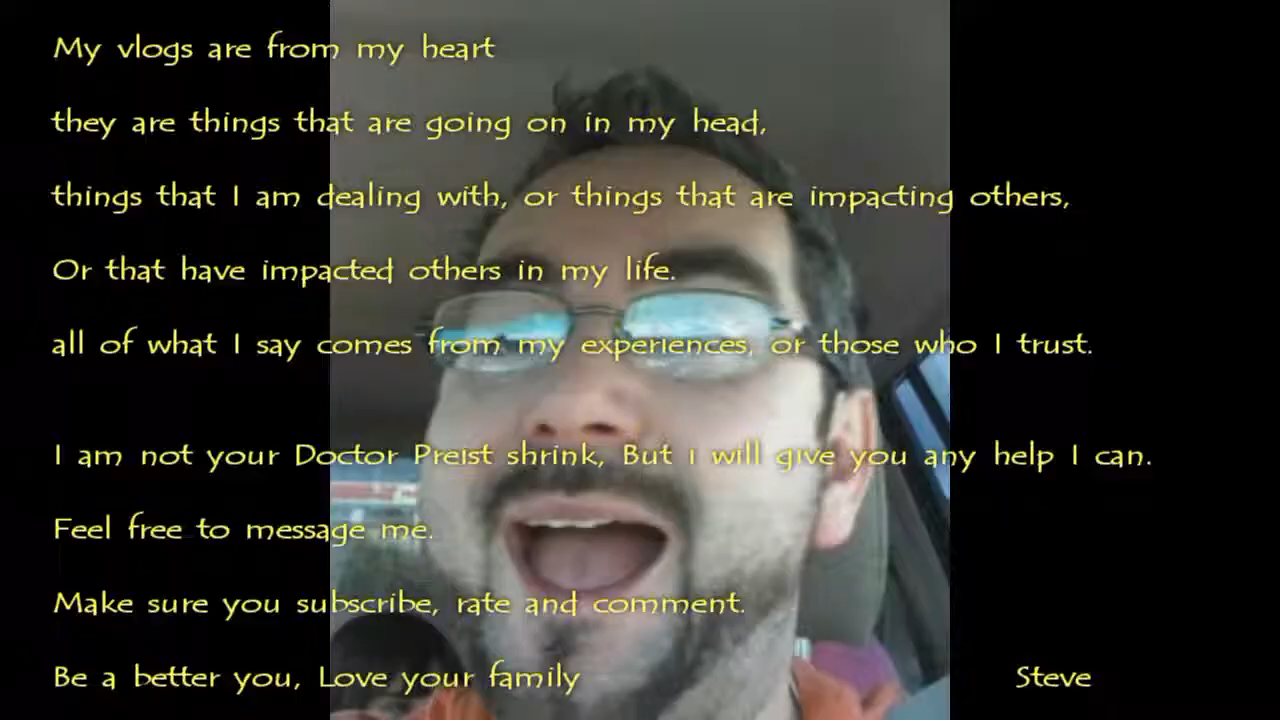 My vlogs are from my heart
they are things that are going on in my head,
things that I am dealing with, or things that are impacting others,
Or that have impacted others in my life.
all of what I say comes from my experiences, or those who I trust.
I am not your Doctor Preist shrink, But i will give you any help I can.
Feel free to message me.
Make sure you subscribe, rate and comment.
Be a better you, Love your family Steve